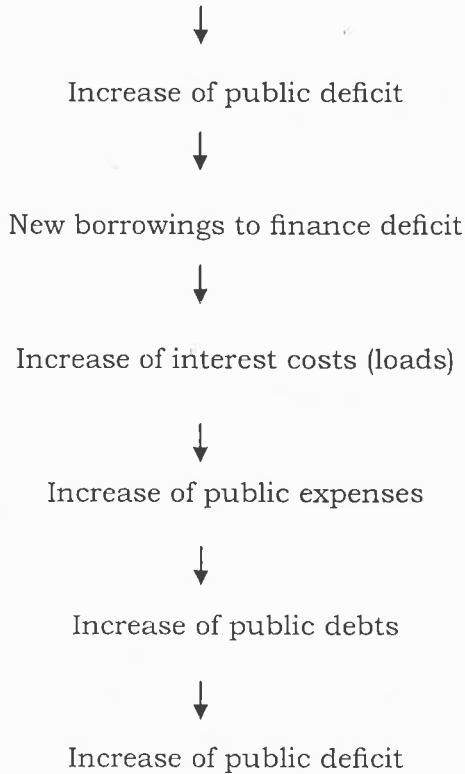 Increase of public deficit
New borrowings to finance deficit
Increase of interest costs (loads)
Increase of public expenses
Increase of public debts
Increase of public deficit